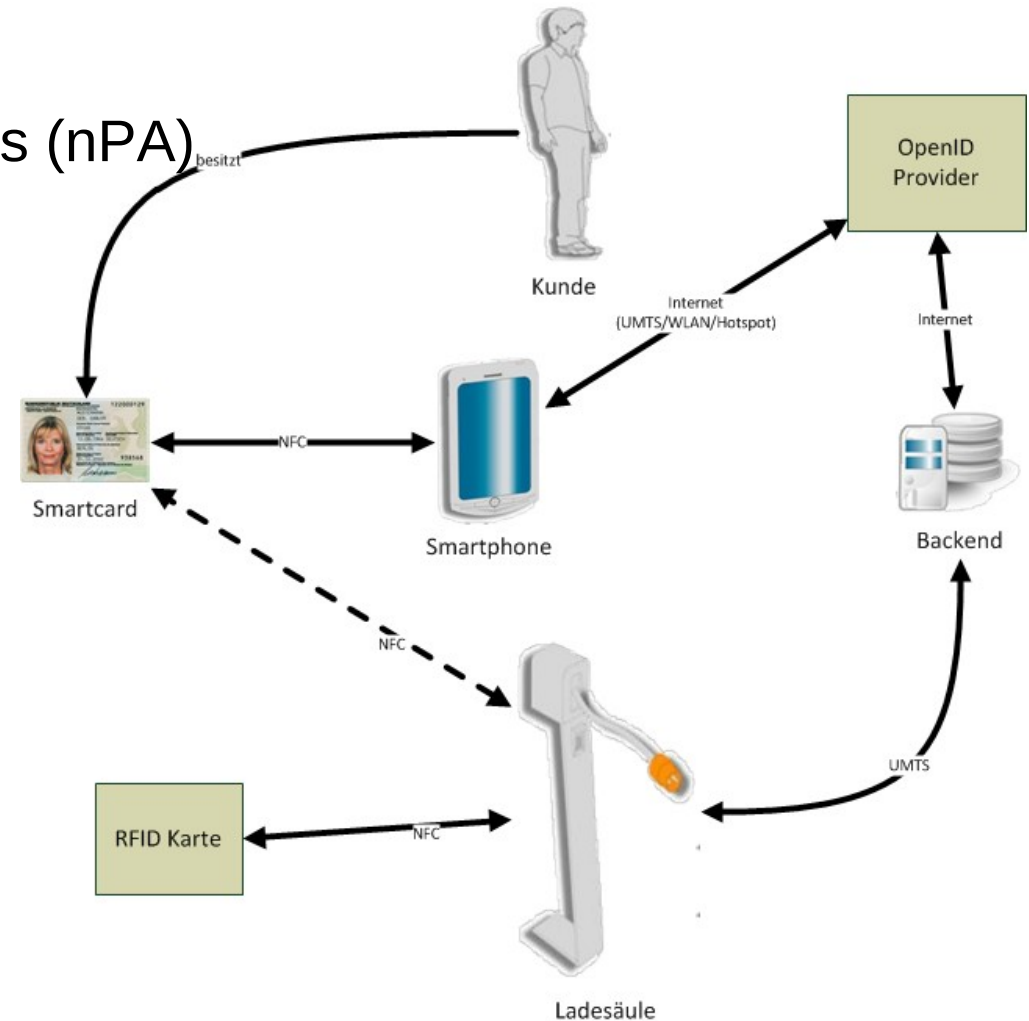 s (nPA)
besitzt
OpenID
Provider
Kunde
Internet
(UMTS/WLAN/Hotspot)
Internet
NFC
Smartcard
Smartphone
Backend
NFC
UMTS
RFID Karte
NFC
Ladesäule